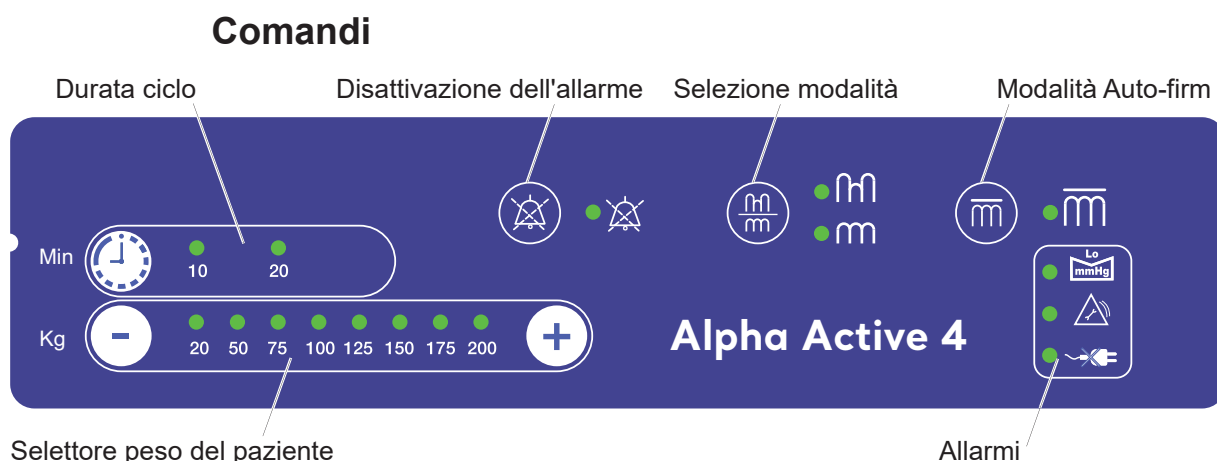 Comandi
Durata ciclo Disattivazione dell'allarme Selezione modalità Modalità Auto-firm
Min 10 20
Lo
mmHg
Kg - 20 50 75 100 125 150 175 200 +
Alpha Active 4
Selettore peso del paziente Allarmi